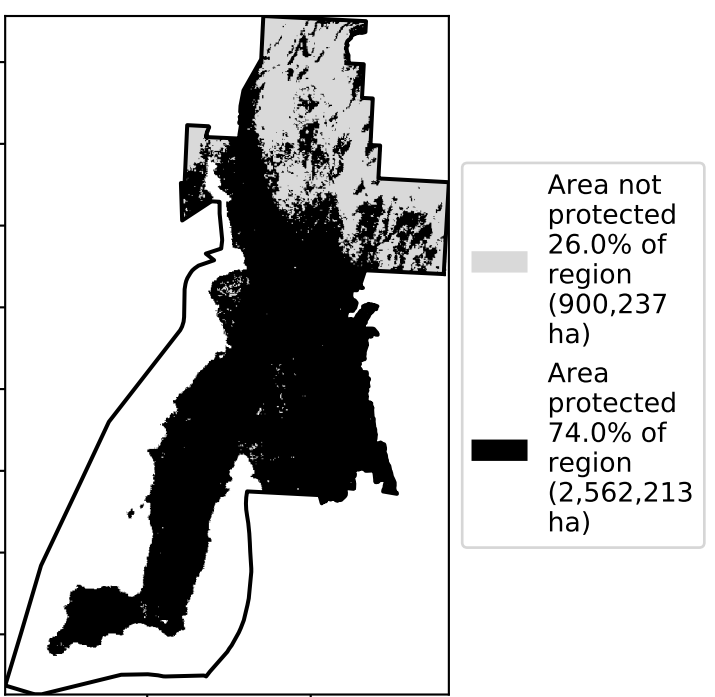 Area not
protected
26.0% of
region
(900,237
ha)
Area
protected
74.0% of
region
(2,562,213
ha)